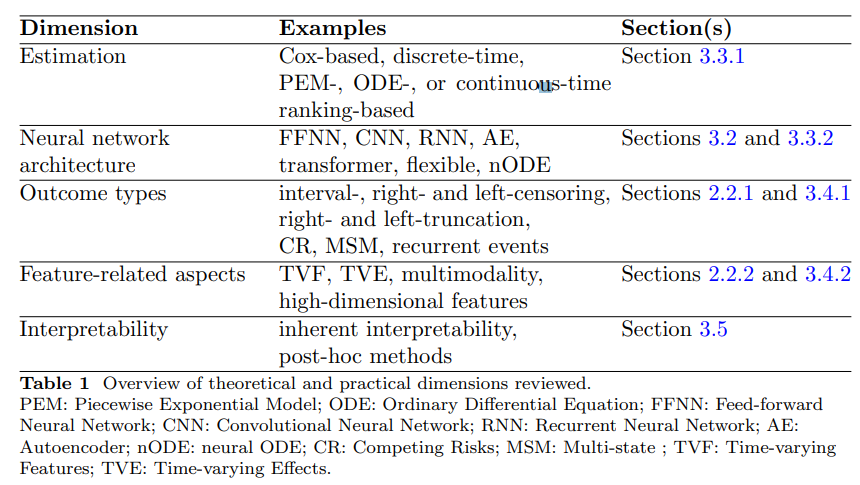 Dimension Examples Section(s)
Estimation Cox-based, discrete-time, Section 3.3.1
PEM-, ODE-, or continuous-time
ranking-based
Neural network FFNN, CNN, RNN, AE, Sections 3.2 and 3.3.2
architecture transformer, flexible, nODE
Outcome types interval-, right- and left-censoring, Sections 2.2.1 and 3.4.1
right- and left-truncation,
CR, MSM, recurrent events
Feature-related aspects TVF, TVE, multimodality, Sections 2.2.2 and 3.4.2
high-dimensional features
Interpretability inherent interpretability, Section 3.5
post-hoc methods
Table 1 Overview of theoretical and practical dimensions reviewed.
PEM: Piecewise Exponential Model; ODE: Ordinary Differential Equation; FFNN: Feed-forward
Neural Network; CNN: Convolutional Neural Network; RNN: Recurrent Neural Network; AE:
Autoencoder; nODE: neural ODE; CR: Competing Risks; MSM: Multi-state ; TVF: Time-varying
Features; TVE: Time-varying Effects.